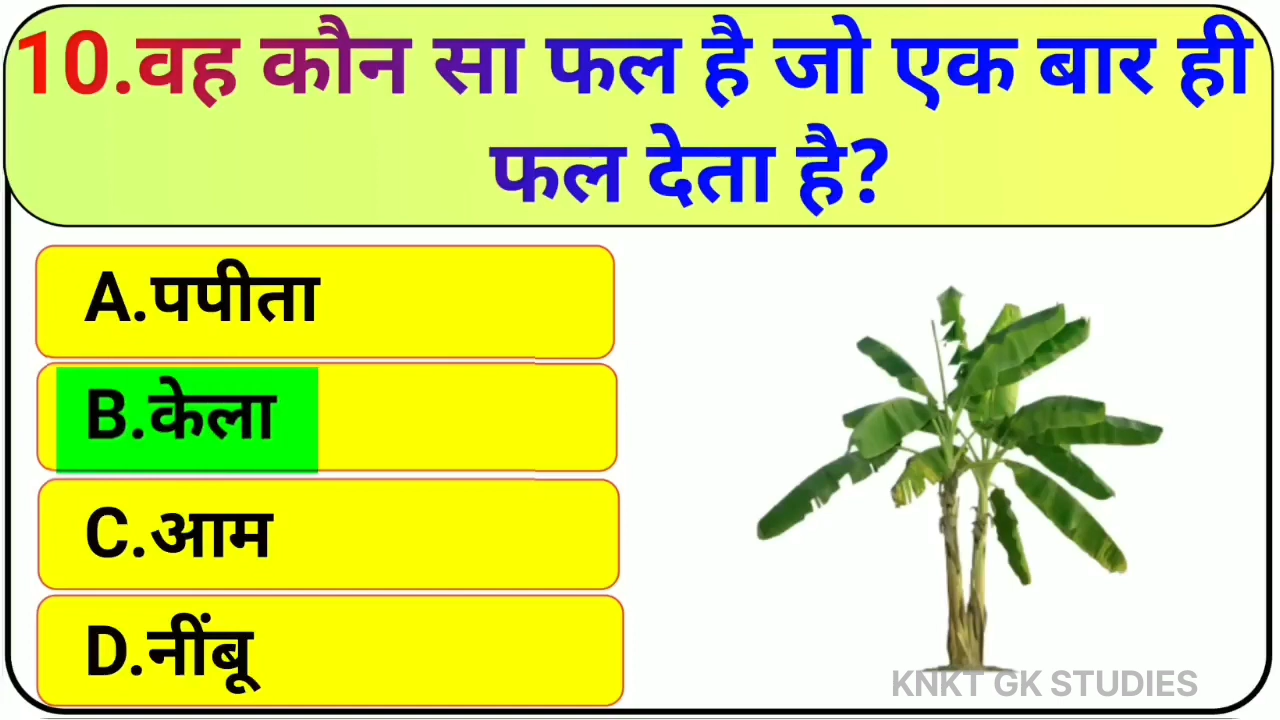 10.वह कौन सा फल है जो एक बार ही
फल देता है?
A.पपीता
B.केला
C.आम
D.नींबू
KNKT GK STUDIES